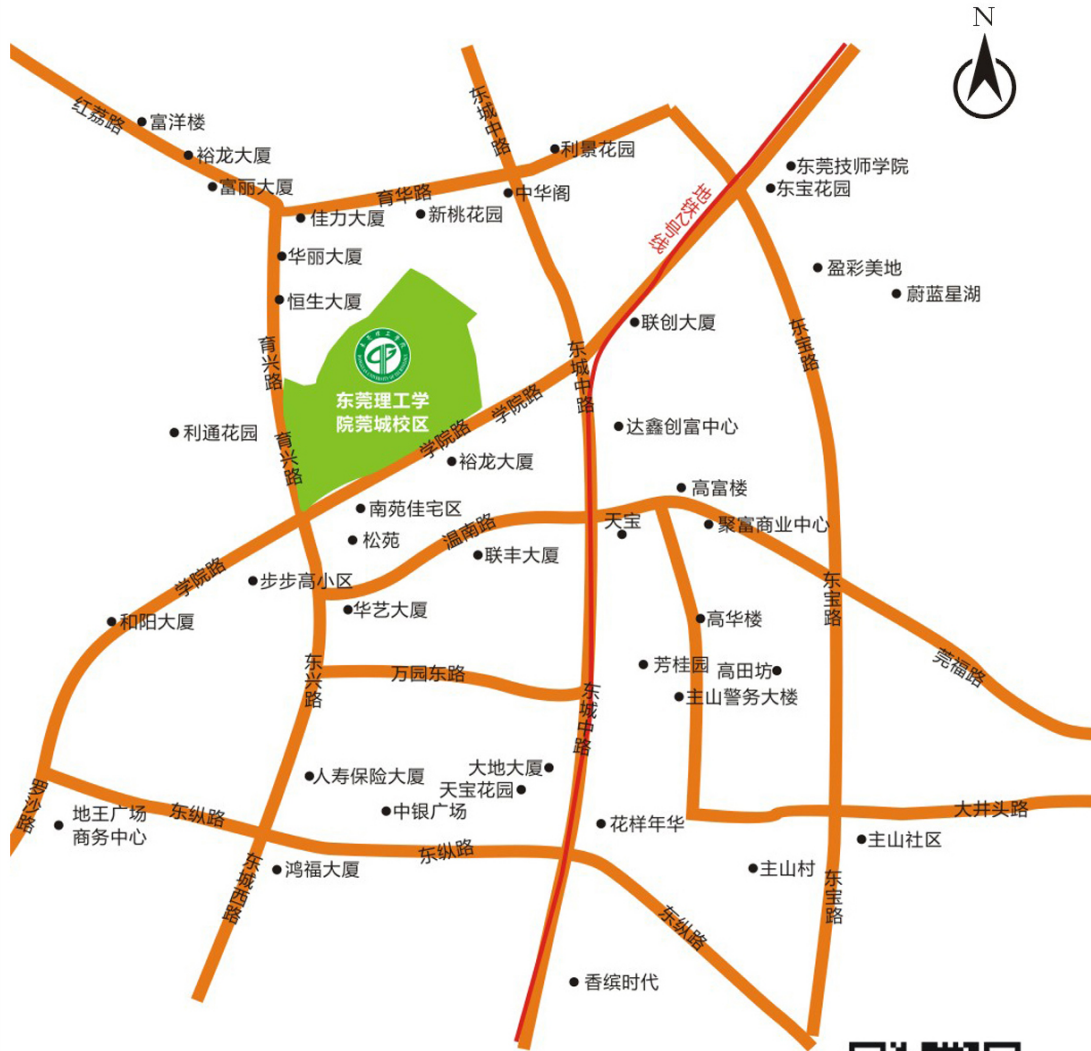 N
红荔路
富洋楼
裕龙大厦
富丽大厦
东城中路
利景花园
育华路
佳力大厦
新桃花园
中华阁
东莞技师学院
东宝花园
地铁2号线
华丽大厦
恒生大厦
盈彩美地
蔚蓝星湖
联创大厦
东宝路
育兴路
东莞理工学
院莞城校区
东城中路
学院路
学院路
利通花园
育兴路
达鑫创富中心
裕龙大厦
高富楼
南苑佳宅区
松苑
温南路
天宝
聚富商业中心
联丰大厦
学院路
步步高小区
华艺大厦
和阳大厦
东宝路
高华楼
芳桂园
高田坊
莞福路
东兴路
万园东路
东城中路
主山警务大楼
人寿保险大厦
大地大厦
天宝花园
中银广场
罗沙路
地王广场
商务中心
东纵路
东纵路
花样年华
大井头路
主山社区
鸿福大厦
东城西路
主山村
东宝路
东纵路
香缤时代